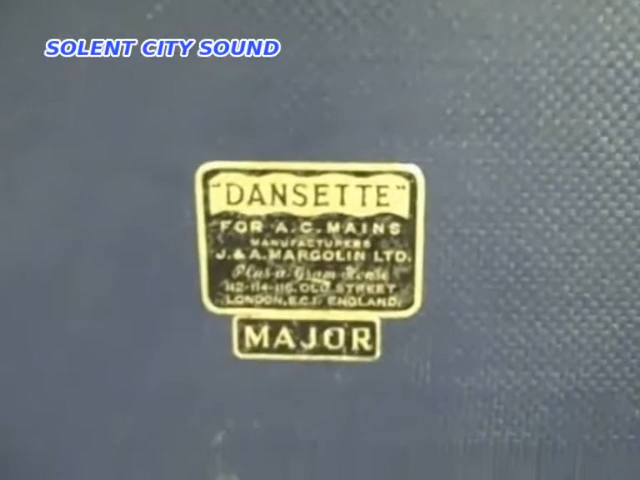 SOLENT CITY SOUND
"DANSETTE"
FOR A.C. MAINS
MANUFACTURERS
J. & A. MARGOLIN LTD.
Plus-a-Gram House
112-114-116, OLD STREET
LONDON, E.C.1. ENGLAND.
MAJOR